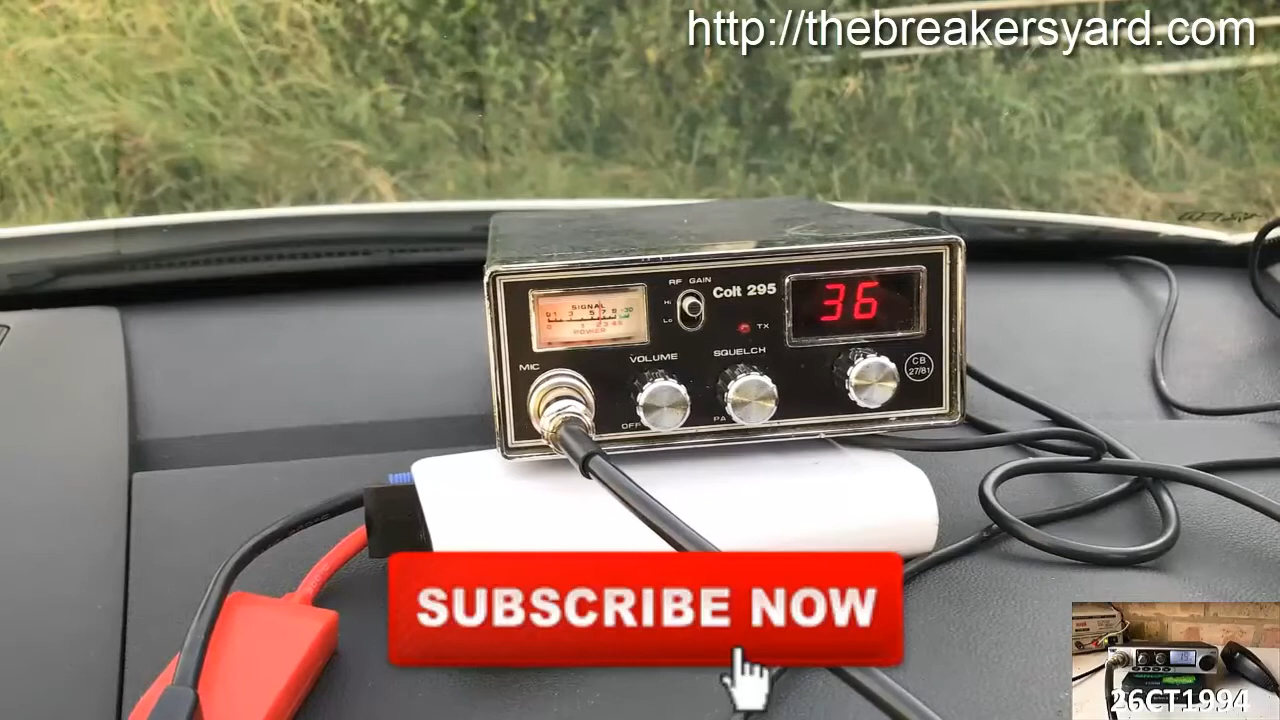 http://thebreakersyard.com
RF GAIN
Colt 295
36
SIGNAL
POWER
Hi
Lo
TX
VOLUME
SQUELCH
MIC
OFF
PA
CB
27/81
SUBSCRIBE NOW
26CT1994